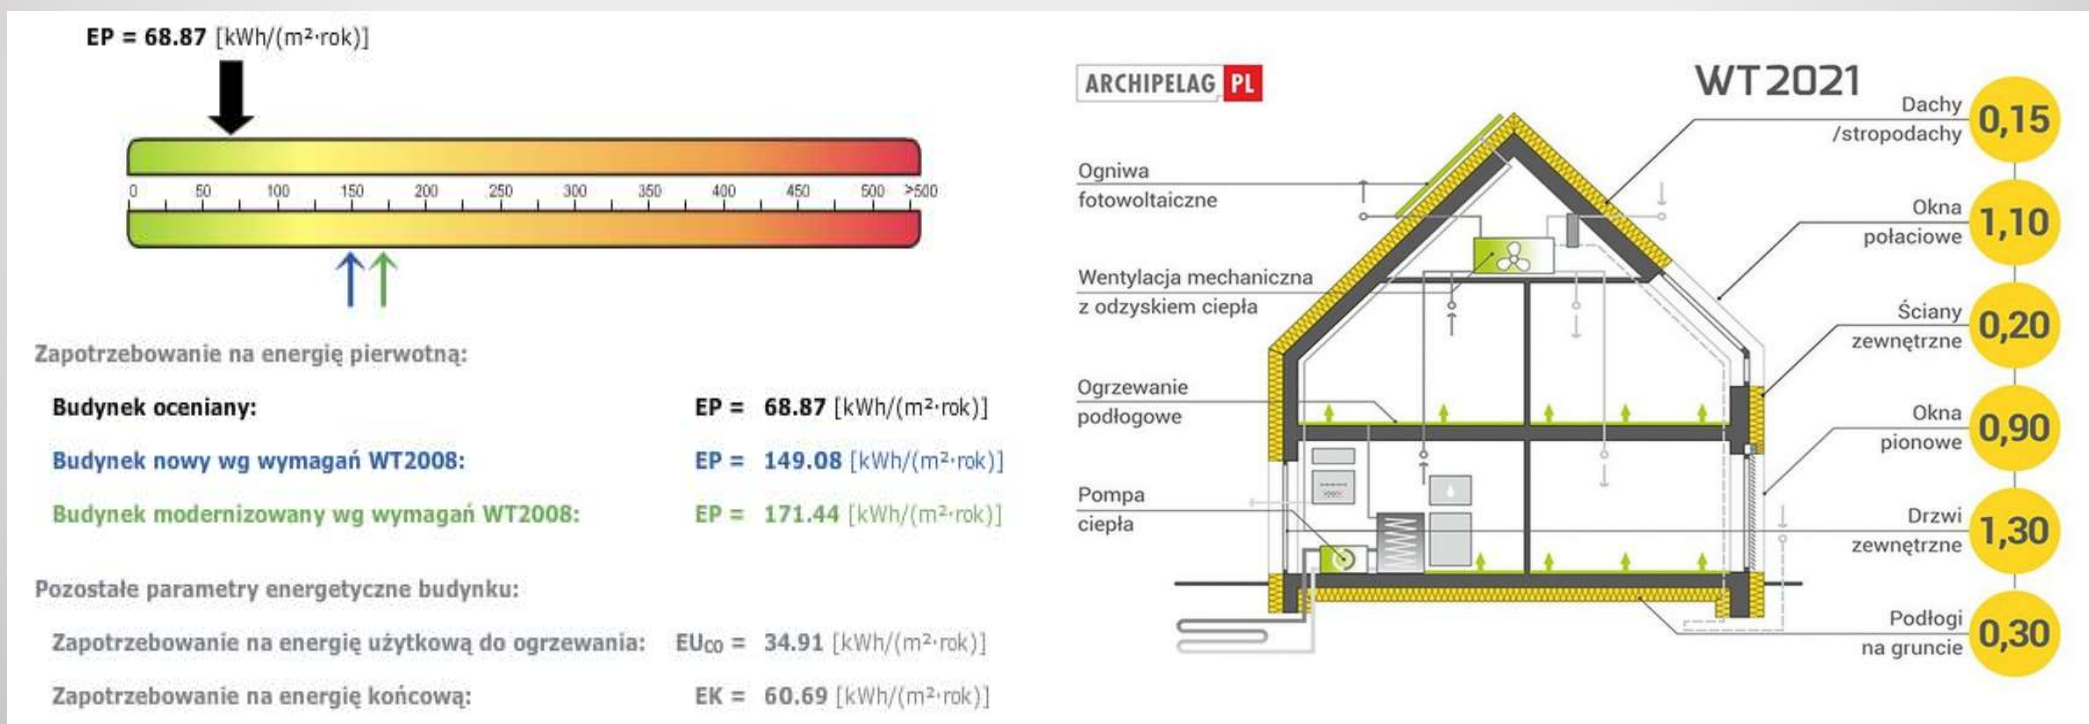 EP = 68.87 [kWh/(m²·rok)]
0 50 100 150 200 250 300 350 400 450 500 >500
Zapotrzebowanie na energię pierwotną:
Budynek oceniany: EP = 68.87 [kWh/(m²·rok)]
Budynek nowy wg wymagań WT2008: EP = 149.08 [kWh/(m²·rok)]
Budynek modernizowany wg wymagań WT2008: EP = 171.44 [kWh/(m²·rok)]
Pozostałe parametry energetyczne budynku:
Zapotrzebowanie na energię użytkową do ogrzewania: EUco = 34.91 [kWh/(m²·rok)]
Zapotrzebowanie na energię końcową: EK = 60.69 [kWh/(m²·rok)]
ARCHIPELAG PL
WT2021
Ogniwa
fotowoltaiczne
Wentylacja mechaniczna
z odzyskiem ciepła
Ogrzewanie
podłogowe
Pompa
ciepła
Dachy
/stropodachy
0,15
Okna
połaciowe
1,10
Ściany
zewnętrzne
0,20
Okna
pionowe
0,90
Drzwi
zewnętrzne
1,30
Podłogi
na gruncie
0,30